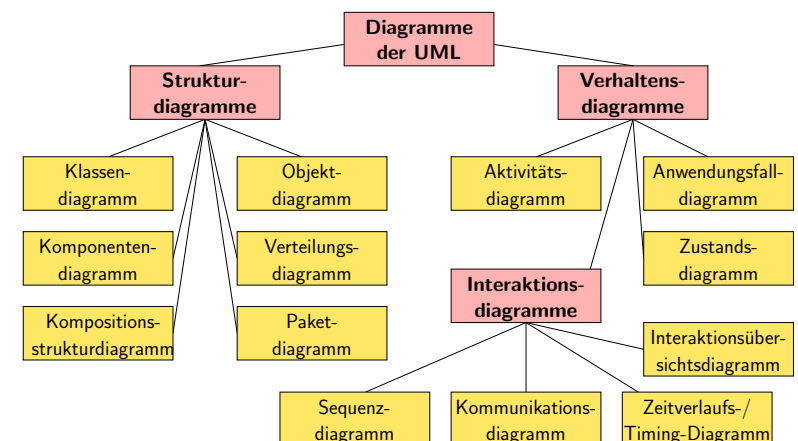 Diagramme
der UML
Struktur-
diagramme
Verhaltens-
diagramme
Klassen-
diagramm
Objekt-
diagramm
Aktivitäts-
diagramm
Anwendungsfall-
diagramm
Komponenten-
diagramm
Verteilungs-
diagramm
Zustands-
diagramm
Interaktions-
diagramme
Kompositions-
strukturdiagramm
Paket-
diagramm
Interaktionsüber-
sichtsdiagramm
Sequenz-
diagramm
Kommunikations-
diagramm
Zeitverlaufs-/
Timing-Diagramm